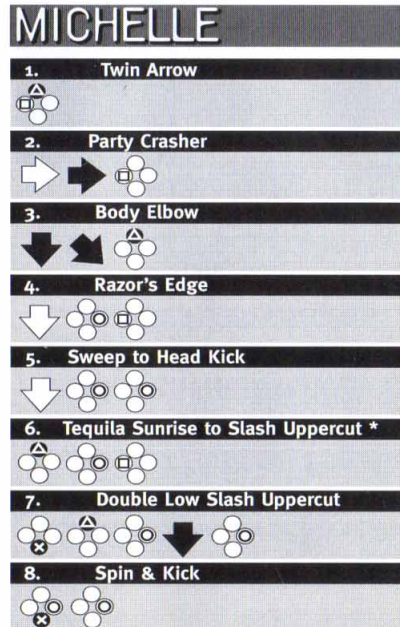 MICHELLE
1. Twin Arrow
2. Party Crasher
3. Body Elbow
4. Razor's Edge
5. Sweep to Head Kick
6. Tequila Sunrise to Slash Uppercut *
7. Double Low Slash Uppercut
8. Spin & Kick